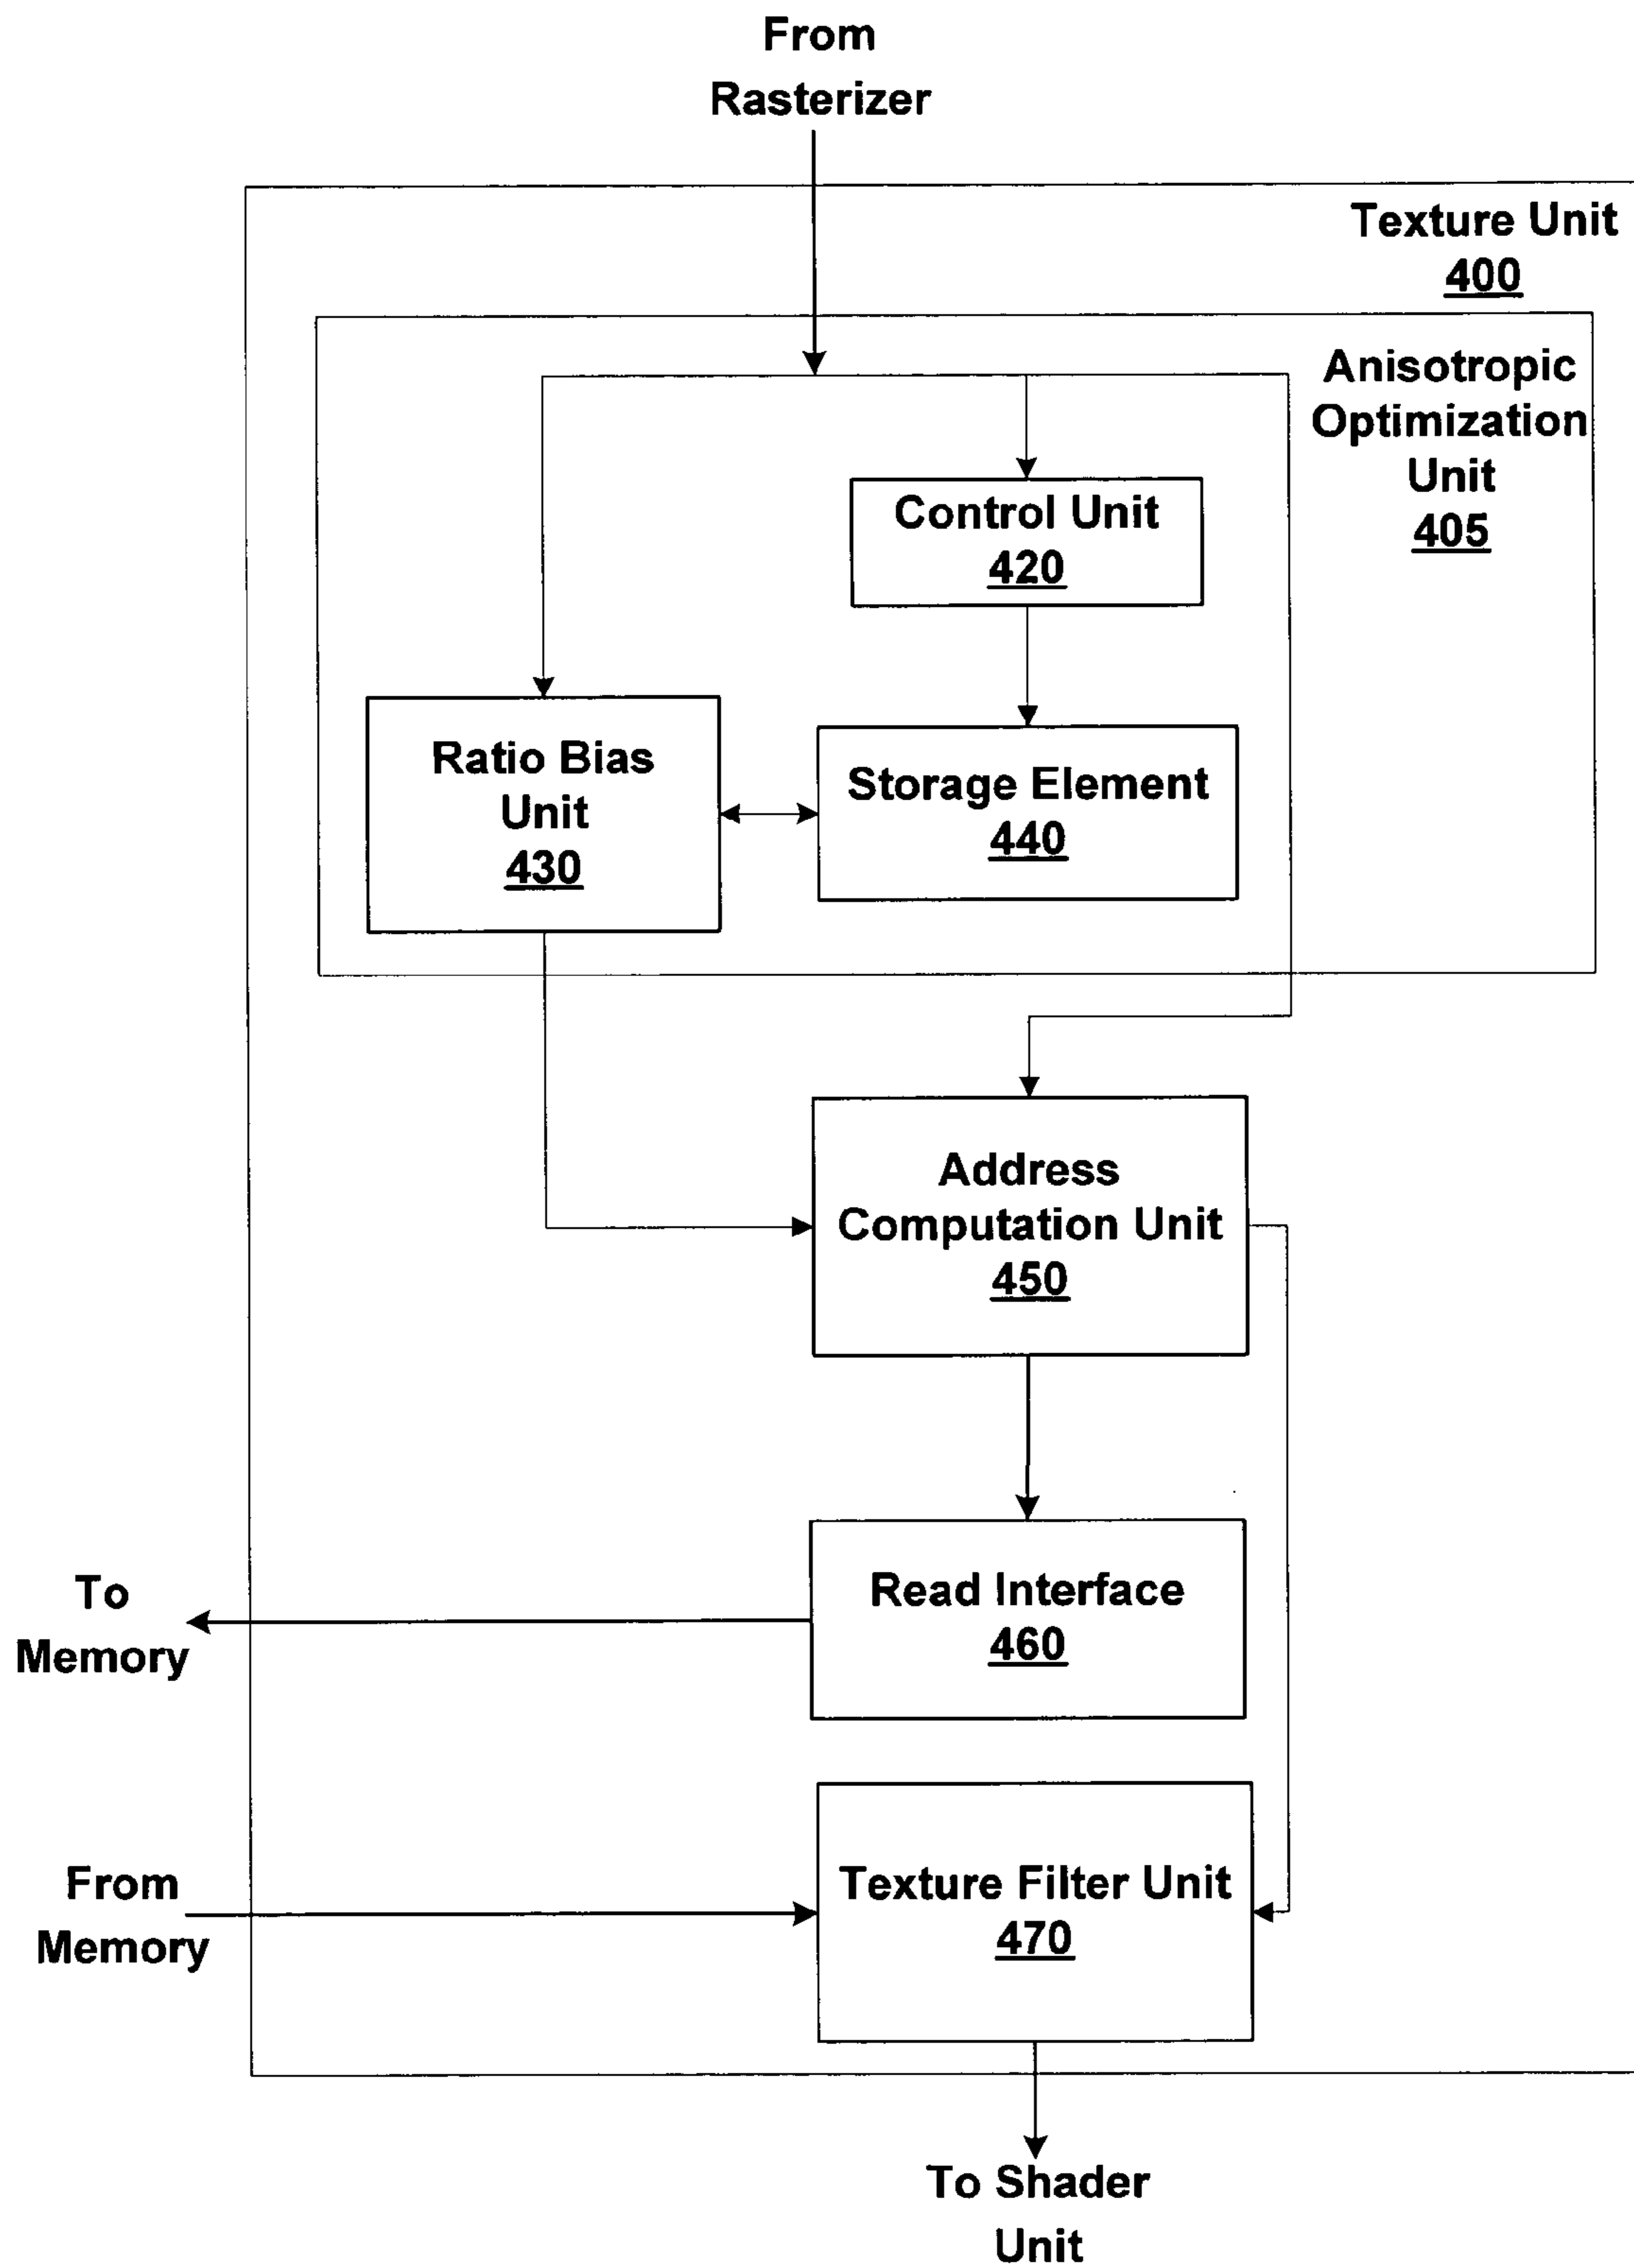 From
Rasterizer
Texture Unit
400
Anisotropic
Optimization
Unit
405
Control Unit
420
Ratio Bias
Unit
430
Storage Element
440
Address
Computation Unit
450
Read Interface
460
To
Memory
Texture Filter Unit
470
From
Memory
To Shader
Unit